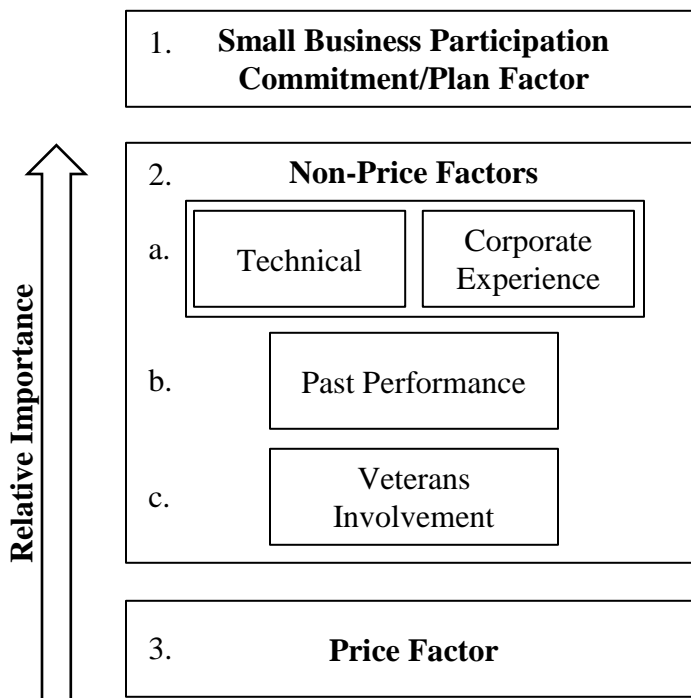 1. Small Business Participation
Commitment/Plan Factor
2. Non-Price Factors
a. Technical
Corporate
Experience
b. Past Performance
c. Veterans
Involvement
3. Price Factor
Relative Importance